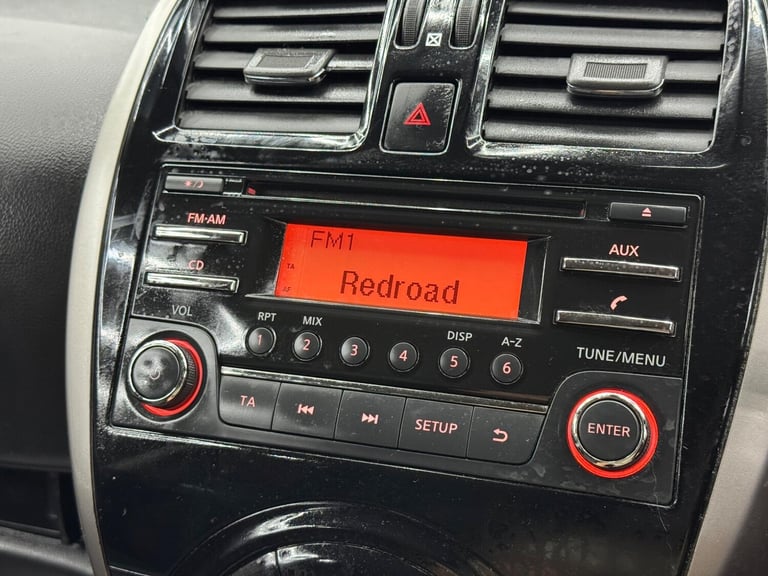 FM·AM
CD
VOL
FM1
TA
AF
Redroad
AUX
RPT
MIX
DISP
A-Z
1
2
3
4
5
6
TUNE/MENU
TA
SETUP
ENTER